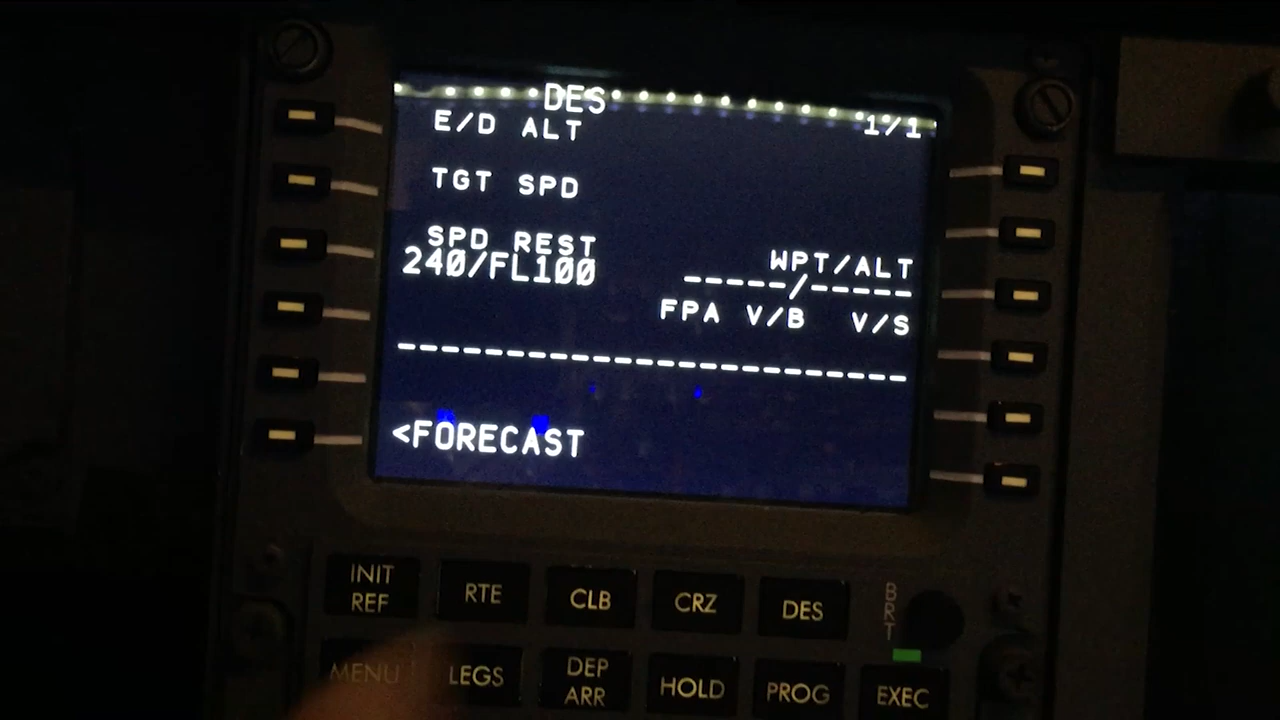 DES
E/D ALT 1/1
TGT SPD
SPD REST
240/FL100 WPT/ALT
-----/-----
FPA V/B V/S
------------------------
<FORECAST
INIT REF RTE CLB CRZ DES BRT
MENU LEGS DEP ARR HOLD PROG EXEC